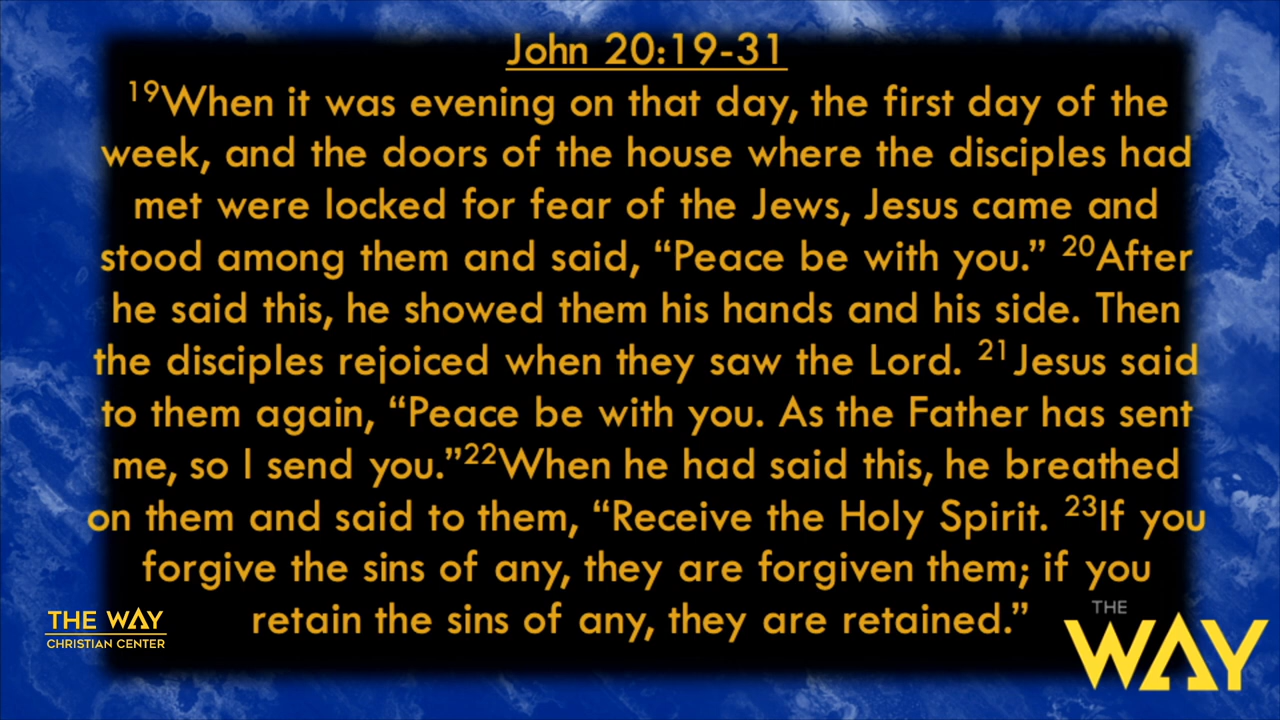 John 20:19-31
¹⁹When it was evening on that day, the first day of the
week, and the doors of the house where the disciples had
met were locked for fear of the Jews, Jesus came and
stood among them and said, “Peace be with you.” ²⁰After
he said this, he showed them his hands and his side. Then
the disciples rejoiced when they saw the Lord. ²¹Jesus said
to them again, “Peace be with you. As the Father has sent
me, so I send you.”²²When he had said this, he breathed
on them and said to them, “Receive the Holy Spirit. ²³If you
forgive the sins of any, they are forgiven them; if you
retain the sins of any, they are retained.”
THE WAY
CHRISTIAN CENTER
THE
WAY